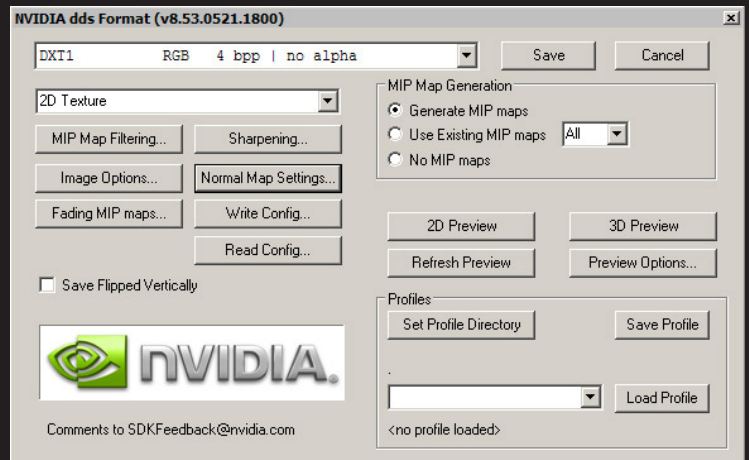 NVIDIA dds Format (v8.53.0521.1800)
DXT1 RGB 4 bpp | no alpha
Save
Cancel
2D Texture
MIP Map Filtering...
Sharpening...
Image Options...
Normal Map Settings...
Fading MIP maps...
Write Config...
Read Config...
Save Flipped Vertically
MIP Map Generation
Generate MIP maps
Use Existing MIP maps
All
No MIP maps
2D Preview
3D Preview
Refresh Preview
Preview Options...
Profiles
Set Profile Directory
Save Profile
.
Load Profile
<no profile loaded>
NVIDIA.
Comments to SDKFeedback@nvidia.com